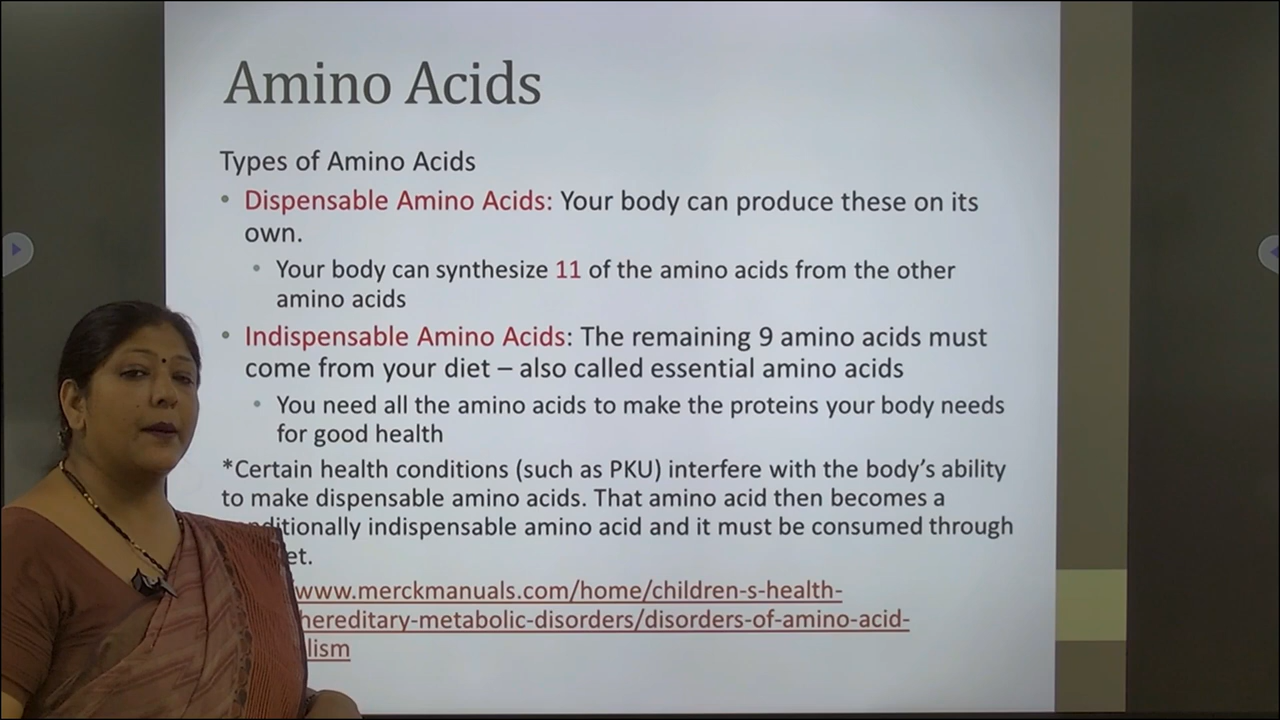 Amino Acids
Types of Amino Acids
• Dispensable Amino Acids: Your body can produce these on its
own.
• Your body can synthesize 11 of the amino acids from the other
amino acids
• Indispensable Amino Acids: The remaining 9 amino acids must
come from your diet – also called essential amino acids
• You need all the amino acids to make the proteins your body needs
for good health
*Certain health conditions (such as PKU) interfere with the body's ability
to make dispensable amino acids. That amino acid then becomes a
indispensable amino acid and it must be consumed through
www.merckmanuals.com/home/children-s-health-
hereditary-metabolic-disorders/disorders-of-amino-acid-